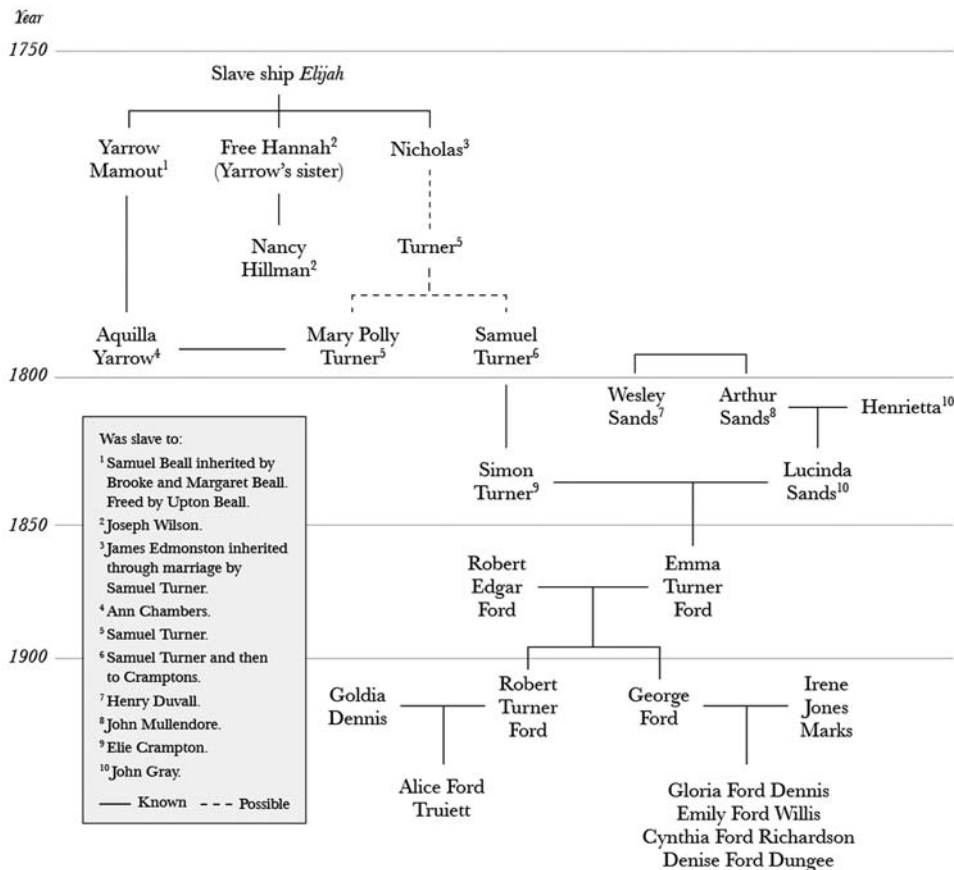 Year
1750
Slave ship Elijah
Yarrow
Mamout¹
Free Hannah²
(Yarrow's sister)
Nicholas³
Nancy
Hillman²
Turner⁵
Aquilla
Yarrow⁴
Mary Polly
Turner⁵
Samuel
Turner⁶
1800
Wesley
Sands⁷
Arthur
Sands⁸
Henrietta¹⁰
Simon
Turner⁹
Lucinda
Sands¹⁰
1850
Robert
Edgar
Ford
Emma
Turner
Ford
1900
Goldia
Dennis
Robert
Turner
Ford
George
Ford
Irene
Jones
Marks
Alice Ford
Truiett
Gloria Ford Dennis
Emily Ford Willis
Cynthia Ford Richardson
Denise Ford Dungee
Was slave to:
¹ Samuel Beall inherited by
Brooke and Margaret Beall.
Freed by Upton Beall.
² Joseph Wilson.
³ James Edmonston inherited
through marriage by
Samuel Turner.
⁴ Ann Chambers.
⁵ Samuel Turner.
⁶ Samuel Turner and then
to Cramptons.
⁷ Henry Duvall.
⁸ John Mullendore.
⁹ Elie Crampton.
¹⁰ John Gray.
Known Possible